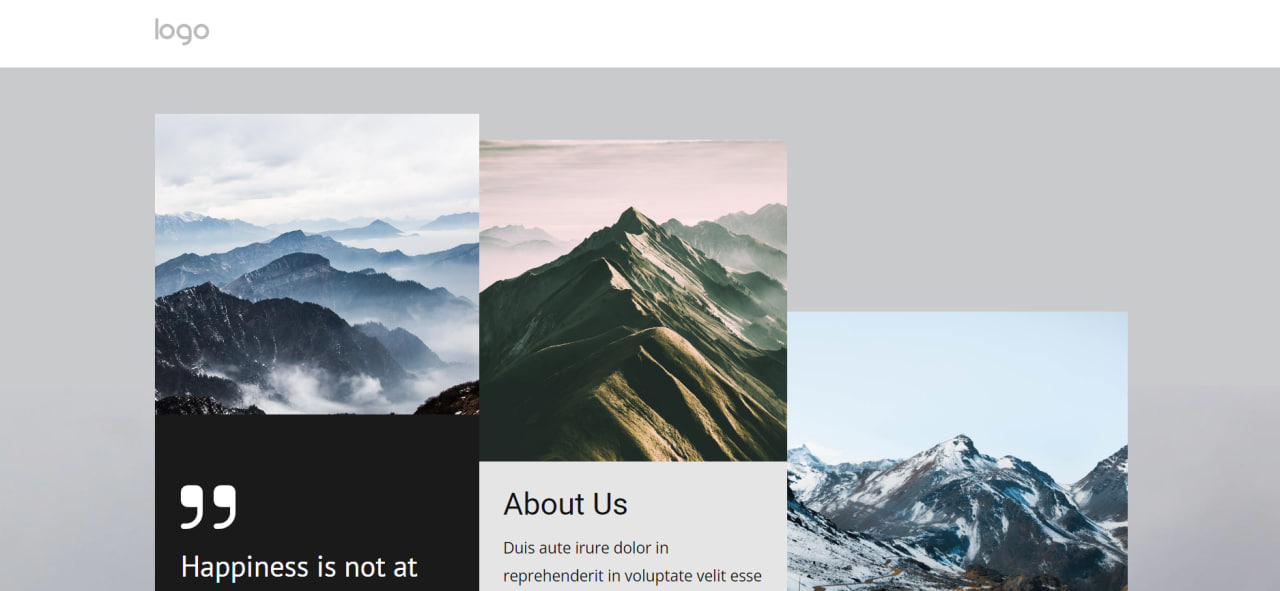 logo
”
Happiness is not at
About Us
Duis aute irure dolor in
reprehenderit in voluptate velit esse